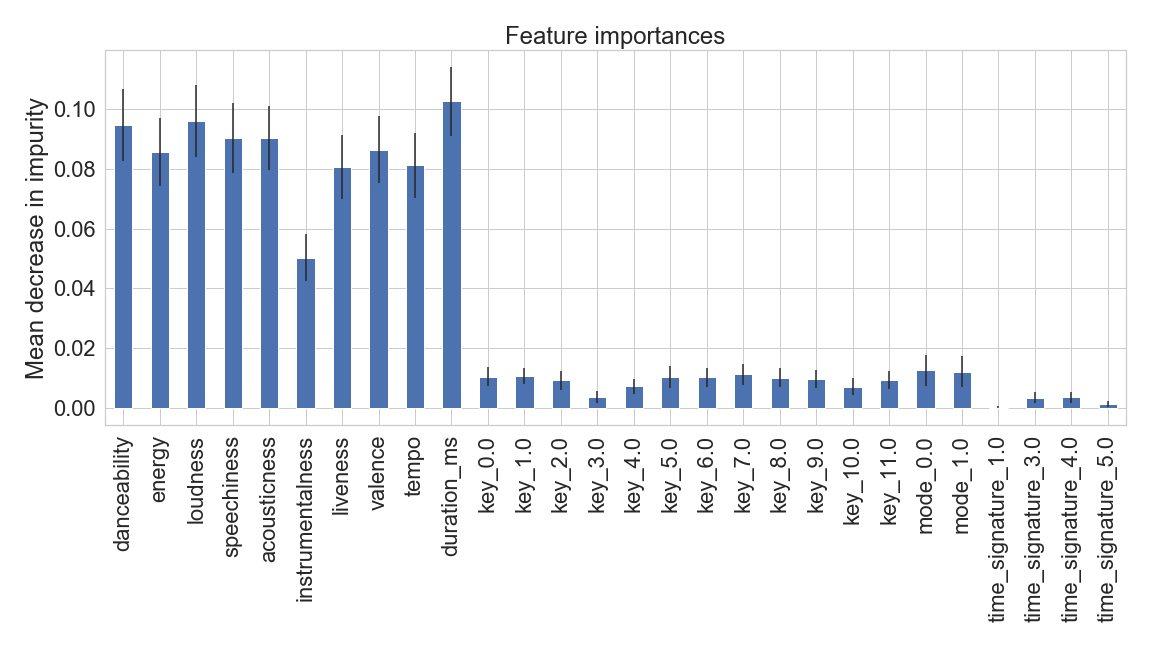 Feature importances
Mean decrease in impurity
0.10
0.08
0.06
0.04
0.02
0.00
danceability
energy
loudness
speechiness
acousticness
instrumentalness
liveness
valence
tempo
duration_ms
key_0.0
key_1.0
key_2.0
key_3.0
key_4.0
key_5.0
key_6.0
key_7.0
key_8.0
key_9.0
key_10.0
key_11.0
mode_0.0
mode_1.0
time_signature_1.0
time_signature_3.0
time_signature_4.0
time_signature_5.0